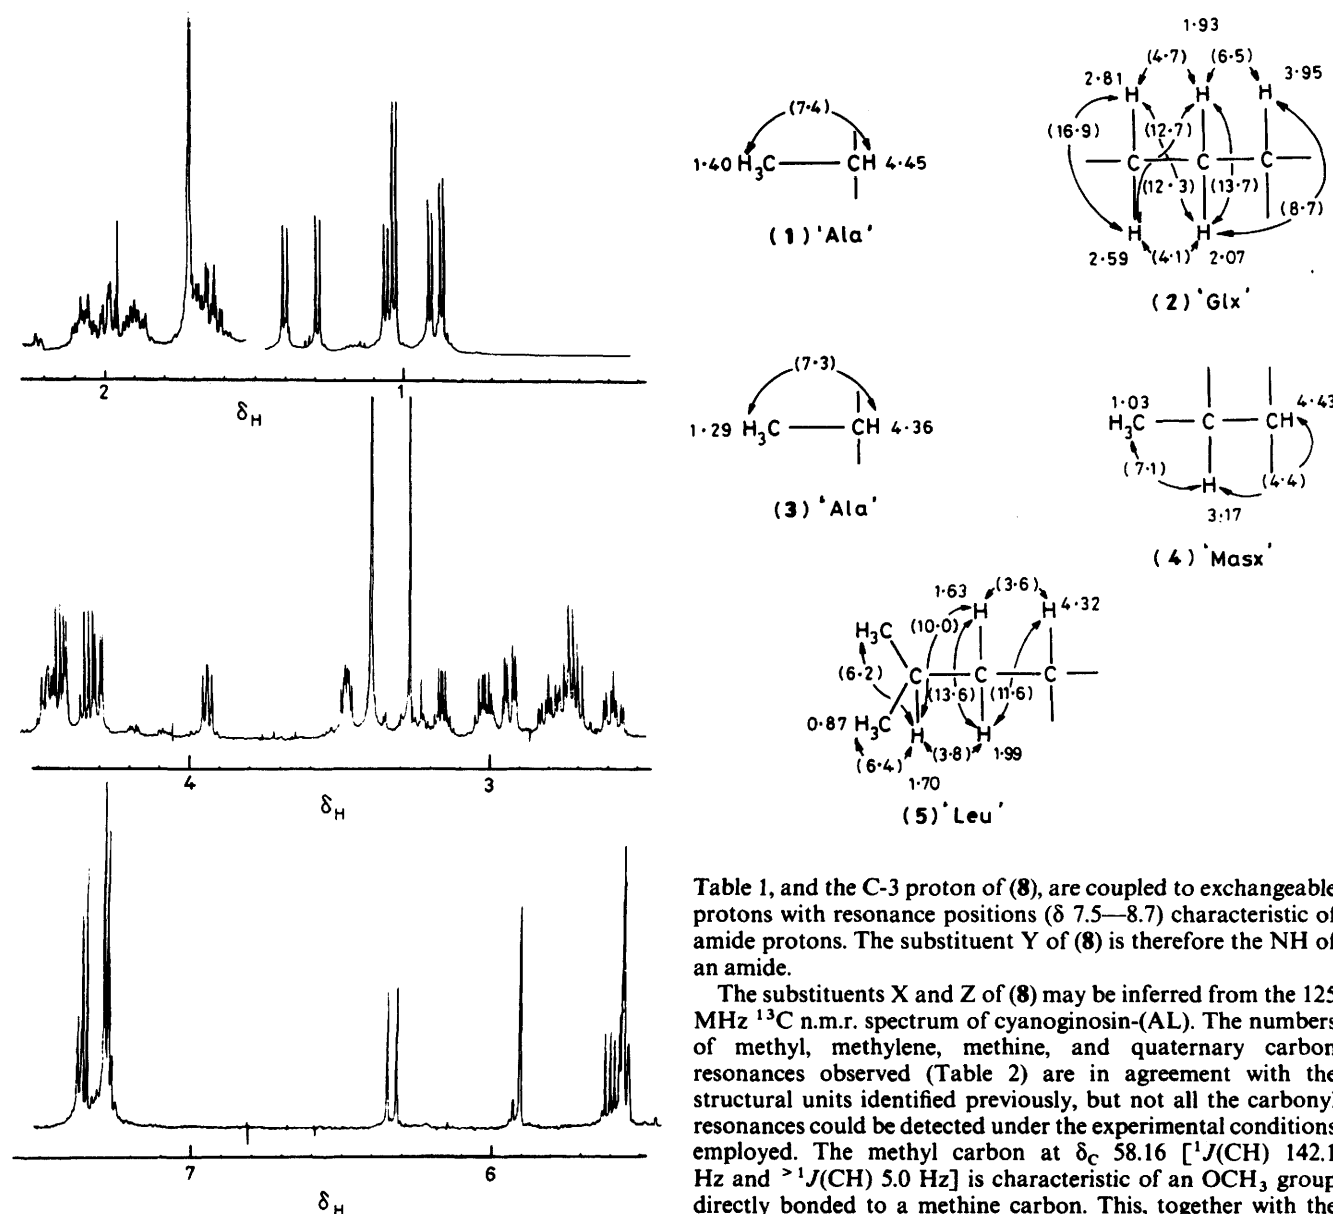 2
1
δH
4
3
δH
7
6
δH
(7·4)
1·40 H3C CH 4·45
(1) 'Ala'
1·93
(4·7) (6·5)
2·81 H H H 3·95
(16·9) (12·7)
C C C
(12·3) (13·7)
(8·7)
H H
2·59 (4·1) 2·07
(2) 'Glx'
(7·3)
1·29 H3C CH 4·36
(3) 'Ala'
1·03 4·43
H3C C CH
(7·1) (4·4)
H
3·17
(4) 'Masx'
1·63 (3·6)
H H 4·32
H3C (10·0)
(6·2) C C C
(13·6) (11·6)
0·87 H3C H H
(6·4) (3·8) 1·99
1·70
(5) 'Leu'
Table 1, and the C-3 proton of (8), are coupled to exchangeable
protons with resonance positions (δ 7.5—8.7) characteristic of
amide protons. The substituent Y of (8) is therefore the NH of
an amide.
The substituents X and Z of (8) may be inferred from the 125
MHz 13C n.m.r. spectrum of cyanoginosin-(AL). The numbers
of methyl, methylene, methine, and quaternary carbon
resonances observed (Table 2) are in agreement with the
structural units identified previously, but not all the carbonyl
resonances could be detected under the experimental conditions
employed. The methyl carbon at δC 58.16 [1J(CH) 142.1
Hz and >1J(CH) 5.0 Hz] is characteristic of an OCH3 group
directly bonded to a methine carbon. This, together with the